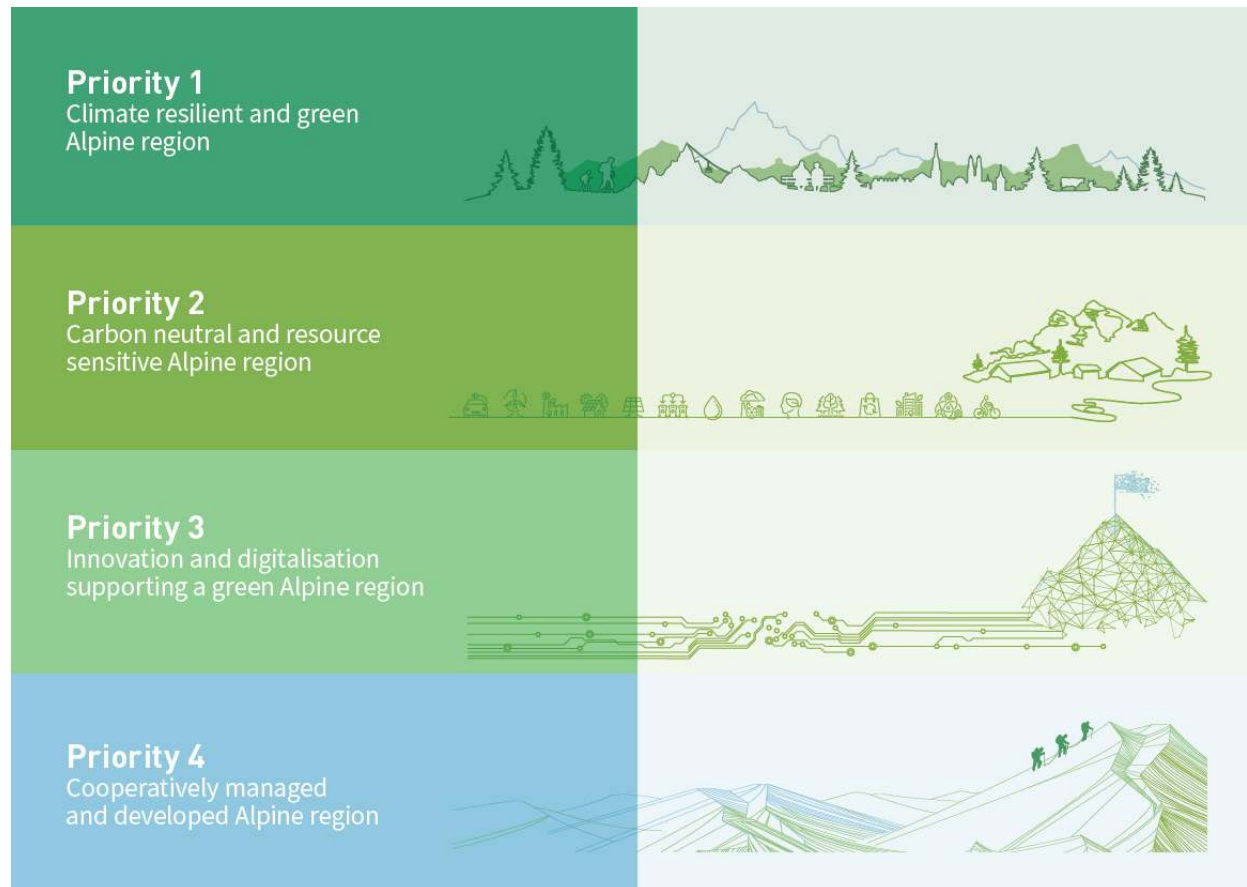 Priority 1
Climate resilient and green
Alpine region
Priority 2
Carbon neutral and resource
sensitive Alpine region
Priority 3
Innovation and digitalisation
supporting a green Alpine region
Priority 4
Cooperatively managed
and developed Alpine region